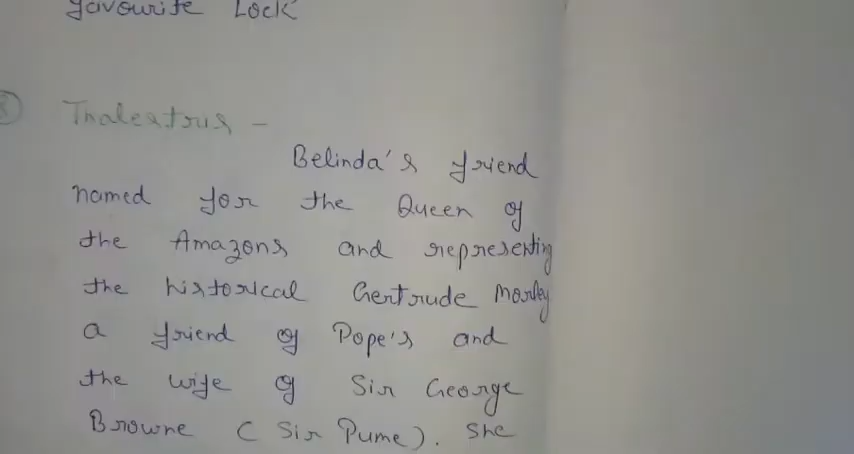 favourite Lock
Thalestris -
Belinda's friend
named for the Queen of
the Amazons and representing
the historical Gertrude Morley
a friend of Pope's and
the wife of Sir George
Browne ( Sir Pume). She